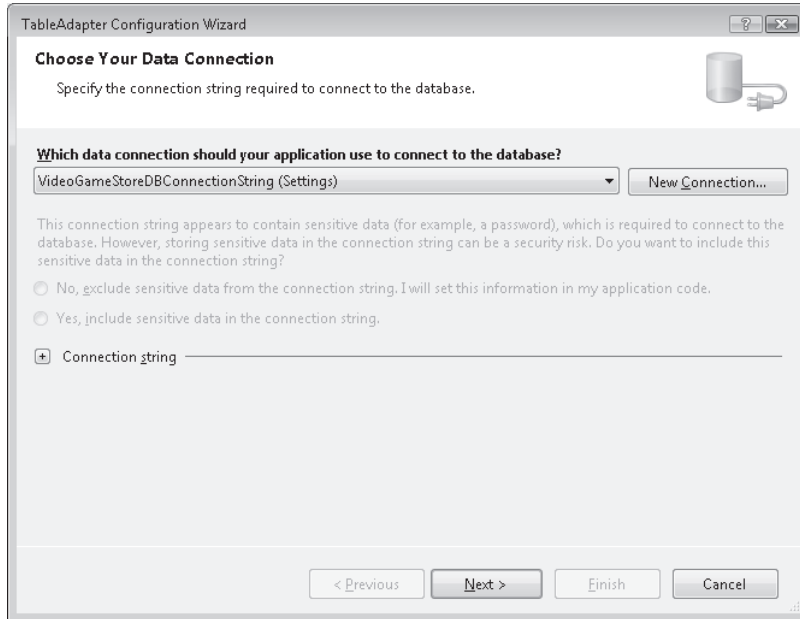 TableAdapter Configuration Wizard
Choose Your Data Connection
Specify the connection string required to connect to the database.
Which data connection should your application use to connect to the database?
VideoGameStoreDBConnectionString (Settings)
New Connection...
This connection string appears to contain sensitive data (for example, a password), which is required to connect to the
database. However, storing sensitive data in the connection string can be a security risk. Do you want to include this
sensitive data in the connection string?
No, exclude sensitive data from the connection string. I will set this information in my application code.
Yes, include sensitive data in the connection string.
Connection string
< Previous
Next >
Finish
Cancel